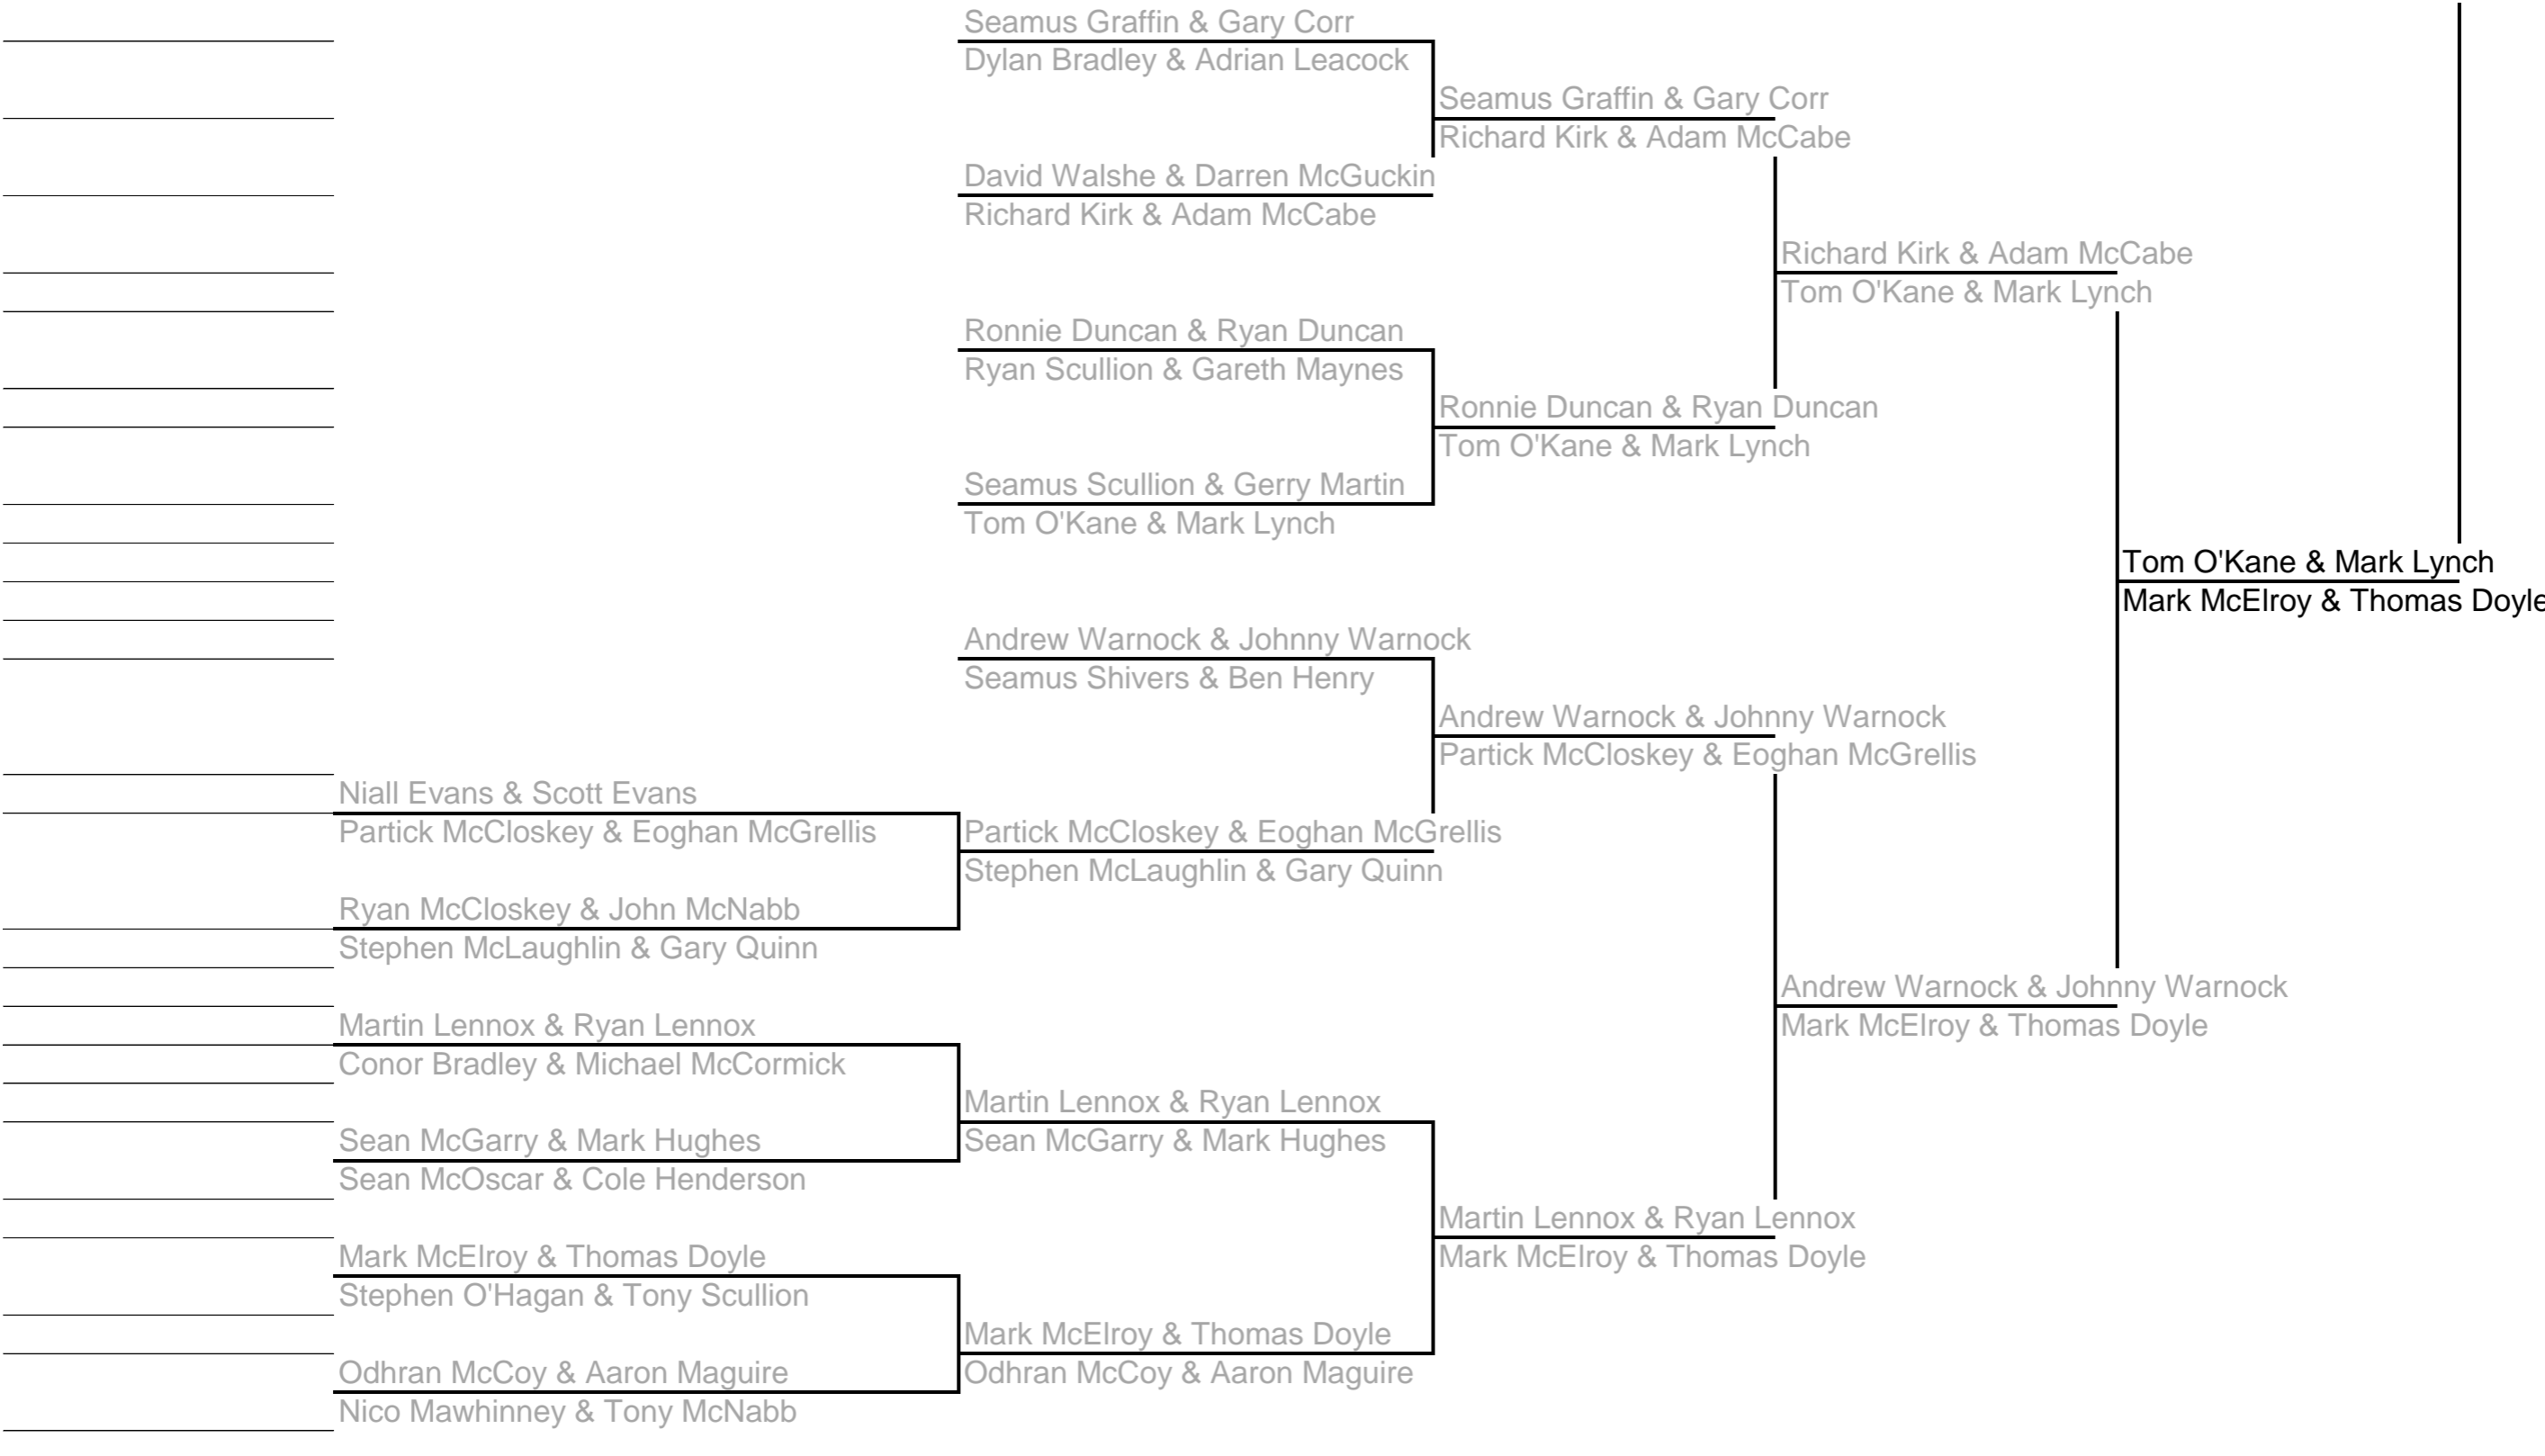 Seamus Graffin & Gary Corr
Dylan Bradley & Adrian Leacock
Seamus Graffin & Gary Corr
Richard Kirk & Adam McCabe
David Walshe & Darren McGuckin
Richard Kirk & Adam McCabe
Richard Kirk & Adam McCabe
Tom O'Kane & Mark Lynch
Ronnie Duncan & Ryan Duncan
Ryan Scullion & Gareth Maynes
Ronnie Duncan & Ryan Duncan
Tom O'Kane & Mark Lynch
Seamus Scullion & Gerry Martin
Tom O'Kane & Mark Lynch
Tom O'Kane & Mark Lynch
Mark McElroy & Thomas Doyle
Andrew Warnock & Johnny Warnock
Seamus Shivers & Ben Henry
Andrew Warnock & Johnny Warnock
Partick McCloskey & Eoghan McGrellis
Niall Evans & Scott Evans
Partick McCloskey & Eoghan McGrellis
Partick McCloskey & Eoghan McGrellis
Stephen McLaughlin & Gary Quinn
Ryan McCloskey & John McNabb
Stephen McLaughlin & Gary Quinn
Andrew Warnock & Johnny Warnock
Mark McElroy & Thomas Doyle
Martin Lennox & Ryan Lennox
Conor Bradley & Michael McCormick
Martin Lennox & Ryan Lennox
Sean McGarry & Mark Hughes
Sean McGarry & Mark Hughes
Sean McOscar & Cole Henderson
Martin Lennox & Ryan Lennox
Mark McElroy & Thomas Doyle
Mark McElroy & Thomas Doyle
Stephen O'Hagan & Tony Scullion
Mark McElroy & Thomas Doyle
Odhran McCoy & Aaron Maguire
Odhran McCoy & Aaron Maguire
Nico Mawhinney & Tony McNabb